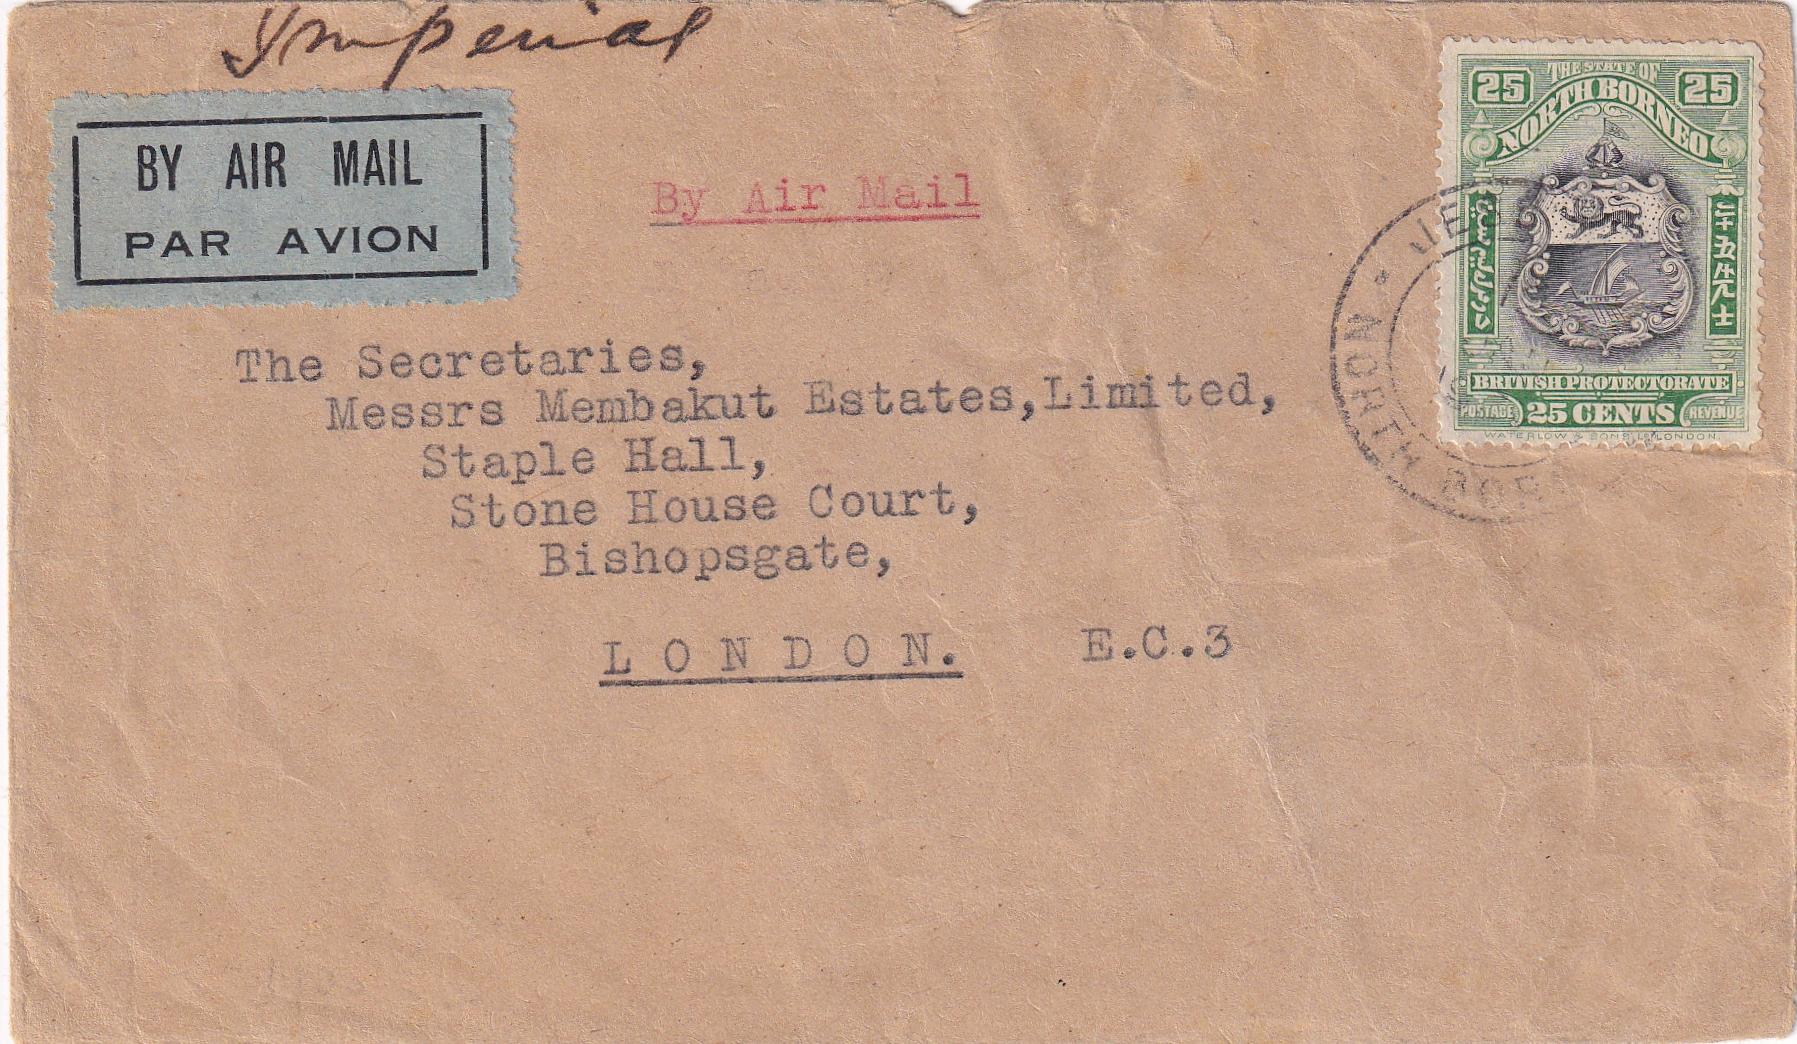 Imperial
BY AIR MAIL
PAR AVION
By Air Mail
25 THE STATE OF 25
NORTH BORNEO
BRITISH PROTECTORATE
POSTAGE 25 CENTS REVENUE
WATERLOW & SONS LD. LONDON.
NORTH BOR
The Secretaries,
Messrs Membakut Estates, Limited,
Staple Hall,
Stone House Court,
Bishopsgate,
LONDON. E.C.3